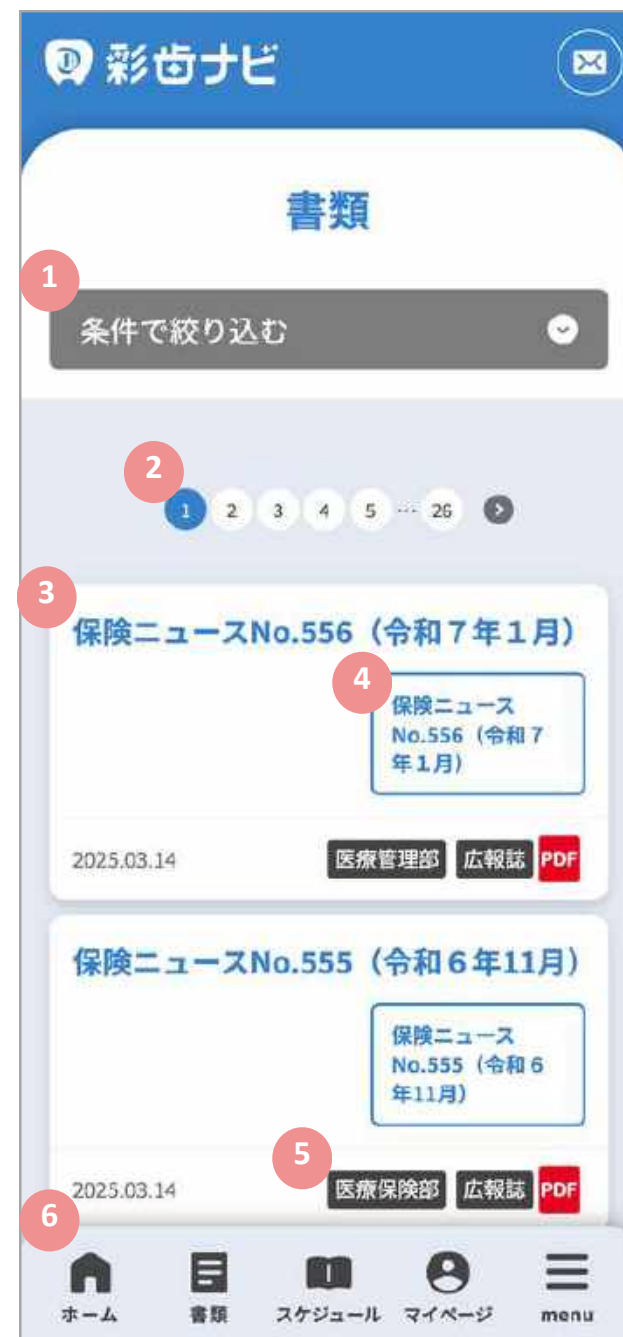 彩歯ナビ
書類
1
条件で絞り込む
2
1 2 3 4 5 … 26
3
保険ニュースNo.556（令和７年１月）
4
保険ニュース
No.556（令和７
年１月）
2025.03.14 医療管理部 広報誌 PDF
保険ニュースNo.555（令和６年11月）
保険ニュース
No.555（令和６
年11月）
5
2025.03.14 医療保険部 広報誌 PDF
6
ホーム 書類 スケジュール マイページ menu